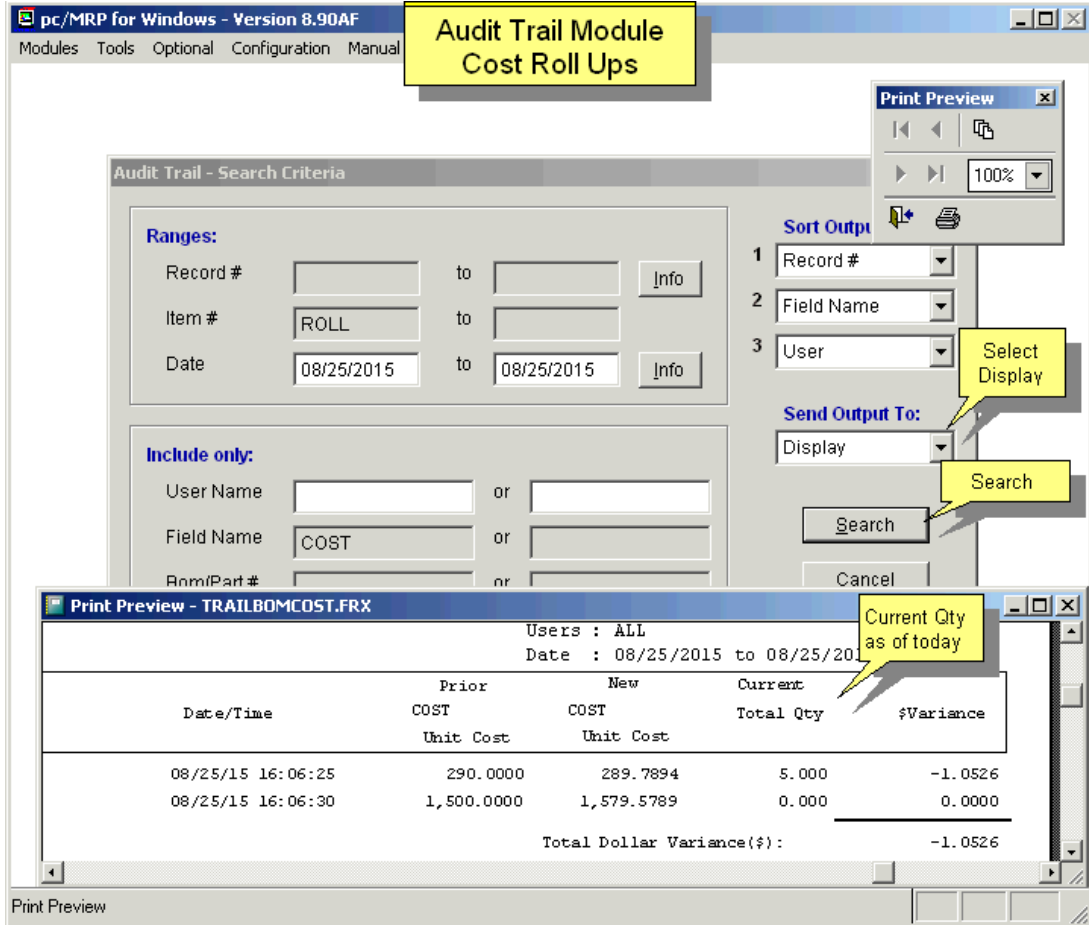 pc/MRP for Windows - Version 8.90AF
Audit Trail Module
Cost Roll Ups
Modules Tools Optional Configuration Manual
Print Preview
100%
Audit Trail - Search Criteria
Ranges:
Record # to Info
Item # ROLL to
Date 08/25/2015 to 08/25/2015 Info
Sort Outpu
1 Record #
2 Field Name
3 User
Select
Display
Send Output To:
Display
Search
Search
Cancel
Include only:
User Name or
Field Name COST or
Bom/Part # or
Print Preview - TRAILBOMCOST.FRX
Current Qty
as of today
Users : ALL
Date : 08/25/2015 to 08/25/20
Prior New Current
Date/Time COST COST Total Qty $Variance
Unit Cost Unit Cost
08/25/15 16:06:25 290.0000 289.7894 5.000 -1.0526
08/25/15 16:06:30 1,500.0000 1,579.5789 0.000 0.0000
Total Dollar Variance($): -1.0526
Print Preview